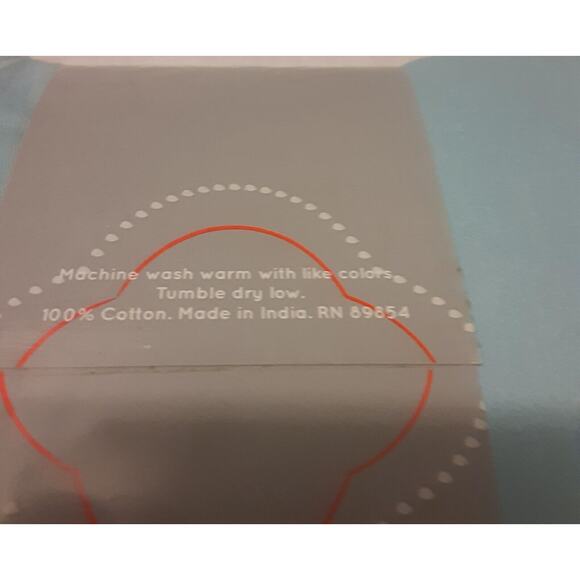 Machine wash warm with like colors.
Tumble dry low.
100% Cotton. Made in India. RN 89854